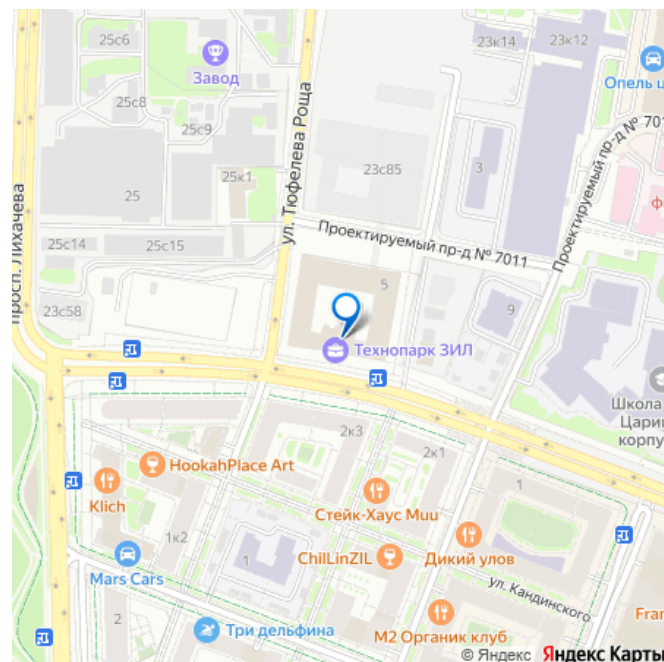 25с6
Завод
23к14
23к12
Опель ц
25с8
25с9
23с85
3
25к1
25
ул. Тюфелева Роща
просп. Лихачева
Проектируемый пр-д № 701
ф
25с14
25с15
Проектируемый пр-д № 7011
23с58
5
9
Технопарк ЗИЛ
Школа
Цари
корпу
2к3
2к1
HookahPlace Art
Klich
Стейк-Хаус Muu
1
1к2
1
ChilLinZIL
Дикий улов
Mars Cars
ул. Кандинского
2
Три дельфина
М2 Органик клуб
Fran
© Яндекс Яндекс Карты